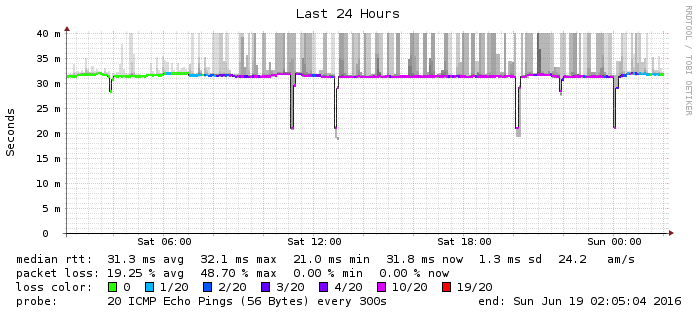 Last 24 Hours
RRDTOOL / TOBI OETIKER
Seconds
40 m
35 m
30 m
25 m
20 m
15 m
10 m
5 m
0
Sat 06:00 Sat 12:00 Sat 18:00 Sun 00:00
median rtt: 31.3 ms avg 32.1 ms max 21.0 ms min 31.8 ms now 1.3 ms sd 24.2 am/s
packet loss: 19.25 % avg 48.70 % max 0.00 % min 0.00 % now
loss color: 0 1/20 2/20 3/20 4/20 10/20 19/20
probe: 20 ICMP Echo Pings (56 Bytes) every 300s end: Sun Jun 19 02:05:04 2016